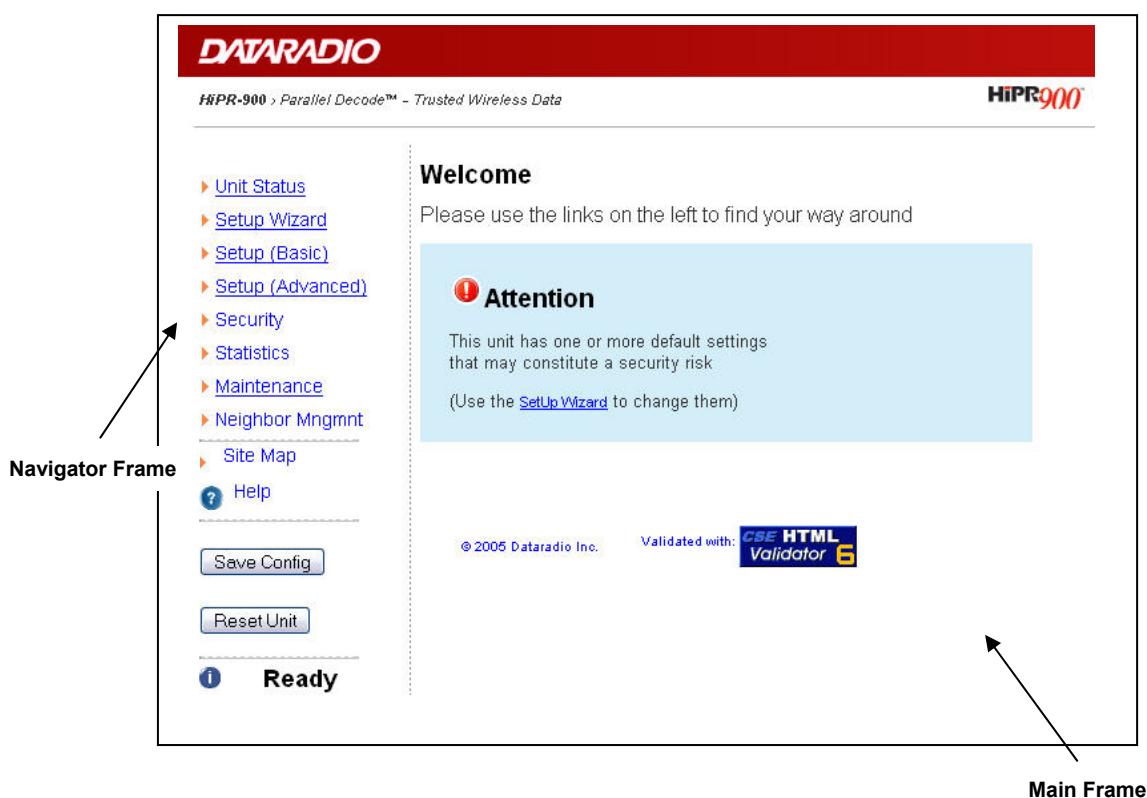 DATARADIO
HiPR-900 › Parallel Decode™ – Trusted Wireless Data
HiPR900™
Unit Status
Setup Wizard
Setup (Basic)
Setup (Advanced)
Security
Statistics
Maintenance
Neighbor Mngmnt
Site Map
? Help
Save Config
Reset Unit
i Ready
Welcome
Please use the links on the left to find your way around
! Attention
This unit has one or more default settings
that may constitute a security risk
(Use the SetUp Wizard to change them)
© 2005 Dataradio Inc.
Validated with:
CSE HTML
Validator 6
Navigator Frame
Main Frame